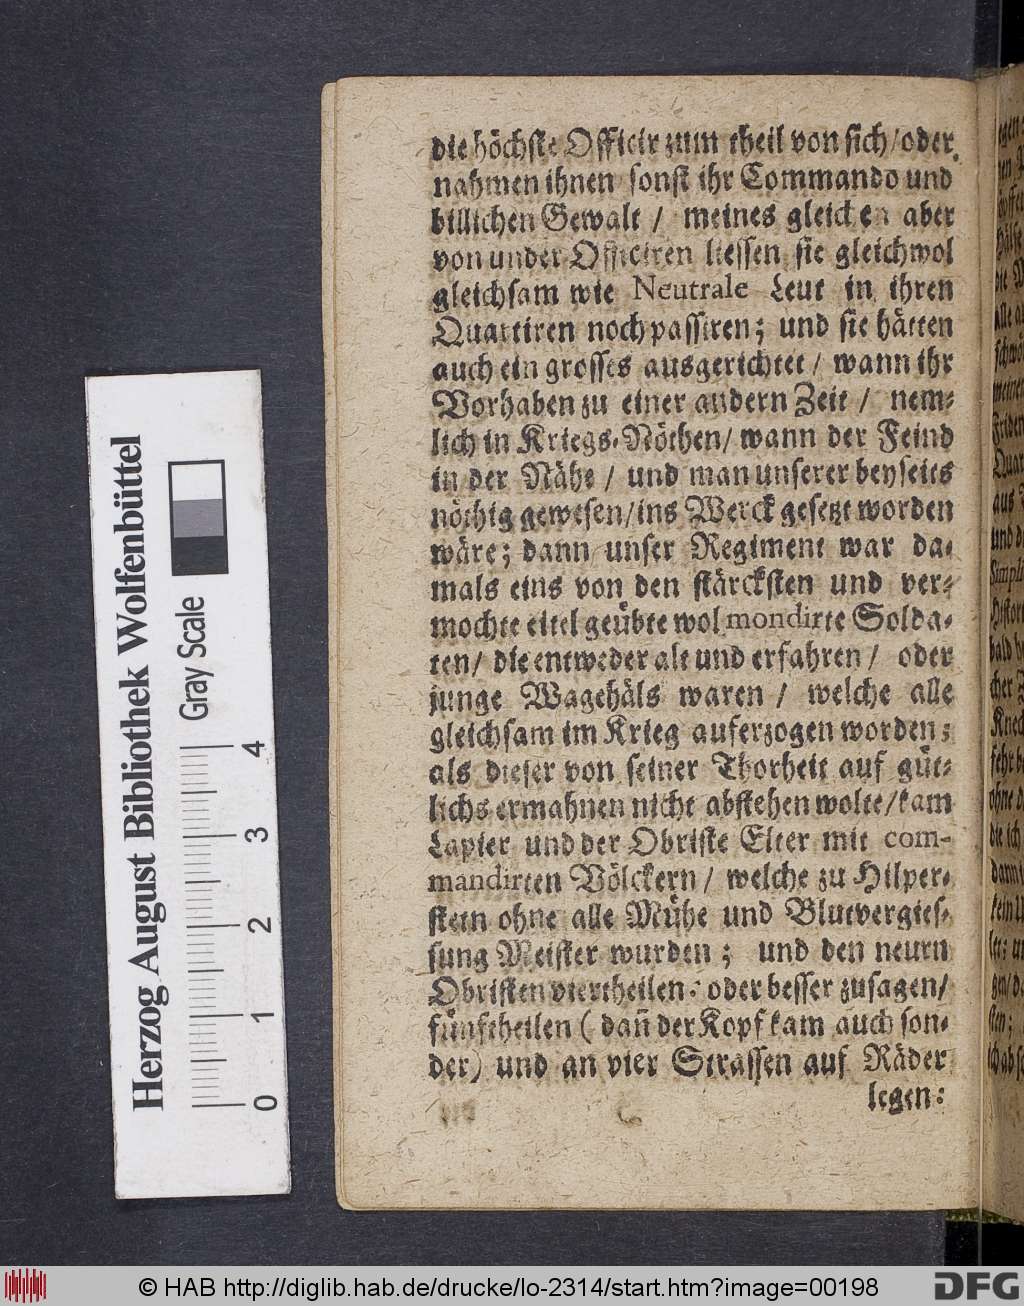 die höchste Officir zum theil von sich/oder
nahmen ihnen sonst ihr Commando und
billichen Gewalt / meines gleichen aber
von under Officiren liessen sie gleichwol
gleichsam wie Neutrale Leut in ihren
Quartiren noch passiren; und sie hätten
auch ein grosses ausgerichtet / wann ihr
Vorhaben zu einer andern Zeit / nem-
lich in Kriegs-Nöthen/ wann der Feind
in der Nähe / und man unserer beyseits
nöthig gewesen/ins Werck gesetzt worden
wäre; dann unser Regiment war da-
mals eins von den stärcksten und ver-
mochte eitel geübte wol mondirte Solda-
ten/ die entweder alt und erfahren / oder
junge Wagehäls waren / welche alle
gleichsam im Krieg auferzogen worden;
als dieser von seiner Thorheit auf güt-
lichs ermahnen nicht abstehen wolte/kam
Lapier und der Obriste Elter mit com-
mandirten Völckern / welche zu Hilper-
stein ohne alle Mühe und Blutvergies-
sung Meister wurden ; und den neurn
Obristen viertheilen: oder besser zusagen/
fünftheilen ( dañ der Kopf kam auch son-
der) und an vier Strassen auf Räder
legen:
Herzog August Bibliothek Wolfenbüttel
Gray Scale
0 1 2 3 4
© HAB http://diglib.hab.de/drucke/lo-2314/start.htm?image=00198
DFG